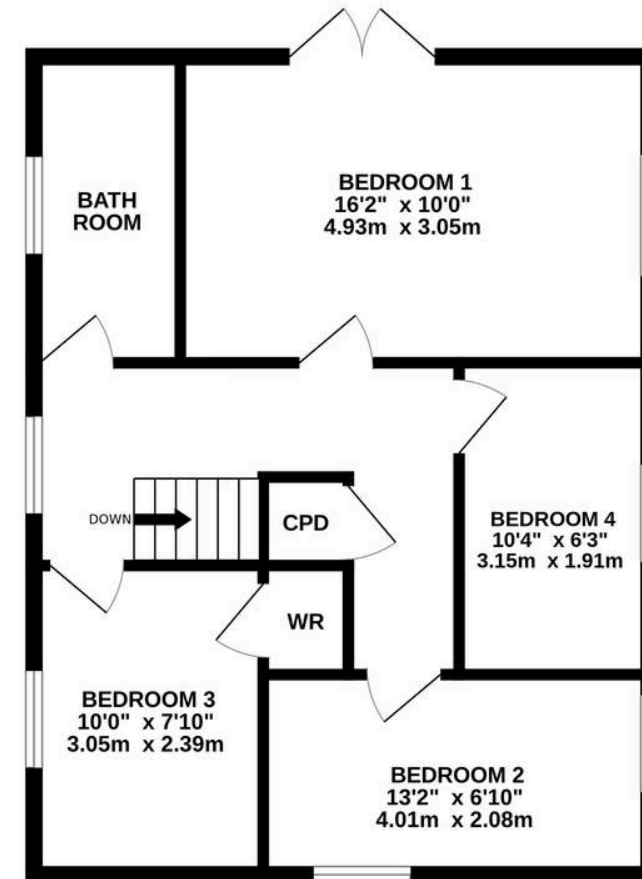 BATH
ROOM
BEDROOM 1
16'2" x 10'0"
4.93m x 3.05m
DOWN
CPD
BEDROOM 4
10'4" x 6'3"
3.15m x 1.91m
WR
BEDROOM 3
10'0" x 7'10"
3.05m x 2.39m
BEDROOM 2
13'2" x 6'10"
4.01m x 2.08m